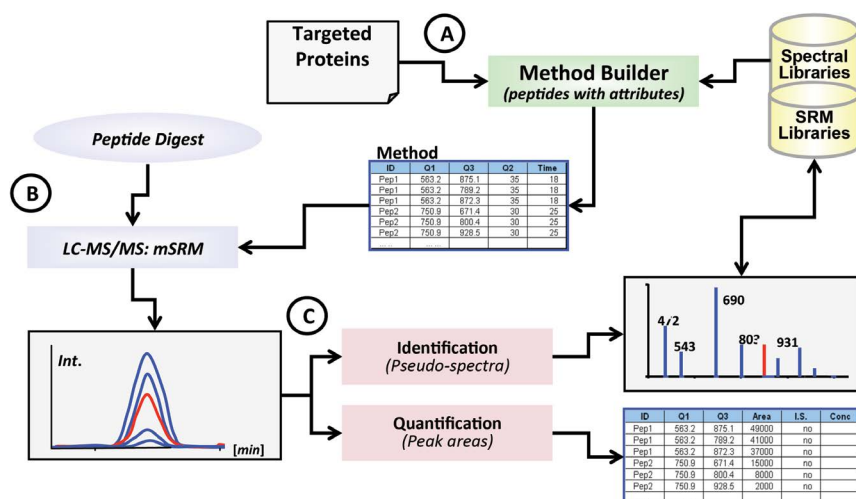 Targeted
Proteins
A
Method Builder
(peptides with attributes)
Spectral
Libraries
SRM
Libraries
Peptide Digest
B
LC-MS/MS: mSRM
Method
ID Q1 Q3 Q2 Time
Pep1 563.2 875.1 35 18
Pep1 563.2 789.2 35 18
Pep1 563.2 872.3 35 18
Pep2 750.9 671.4 30 25
Pep2 750.9 800.4 30 25
Pep2 750.9 928.5 30 25
C
Int.
[min]
Identification
(Pseudo-spectra)
Quantification
(Peak areas)
690
543
931
ID Q1 Q3 Area I.S. Conc
Pep1 563.2 875.1 49000 no
Pep1 563.2 789.2 41000 no
Pep1 563.2 872.3 37000 no
Pep2 750.9 671.4 15000 no
Pep2 750.9 800.4 8000 no
Pep2 750.9 928.5 2000 no